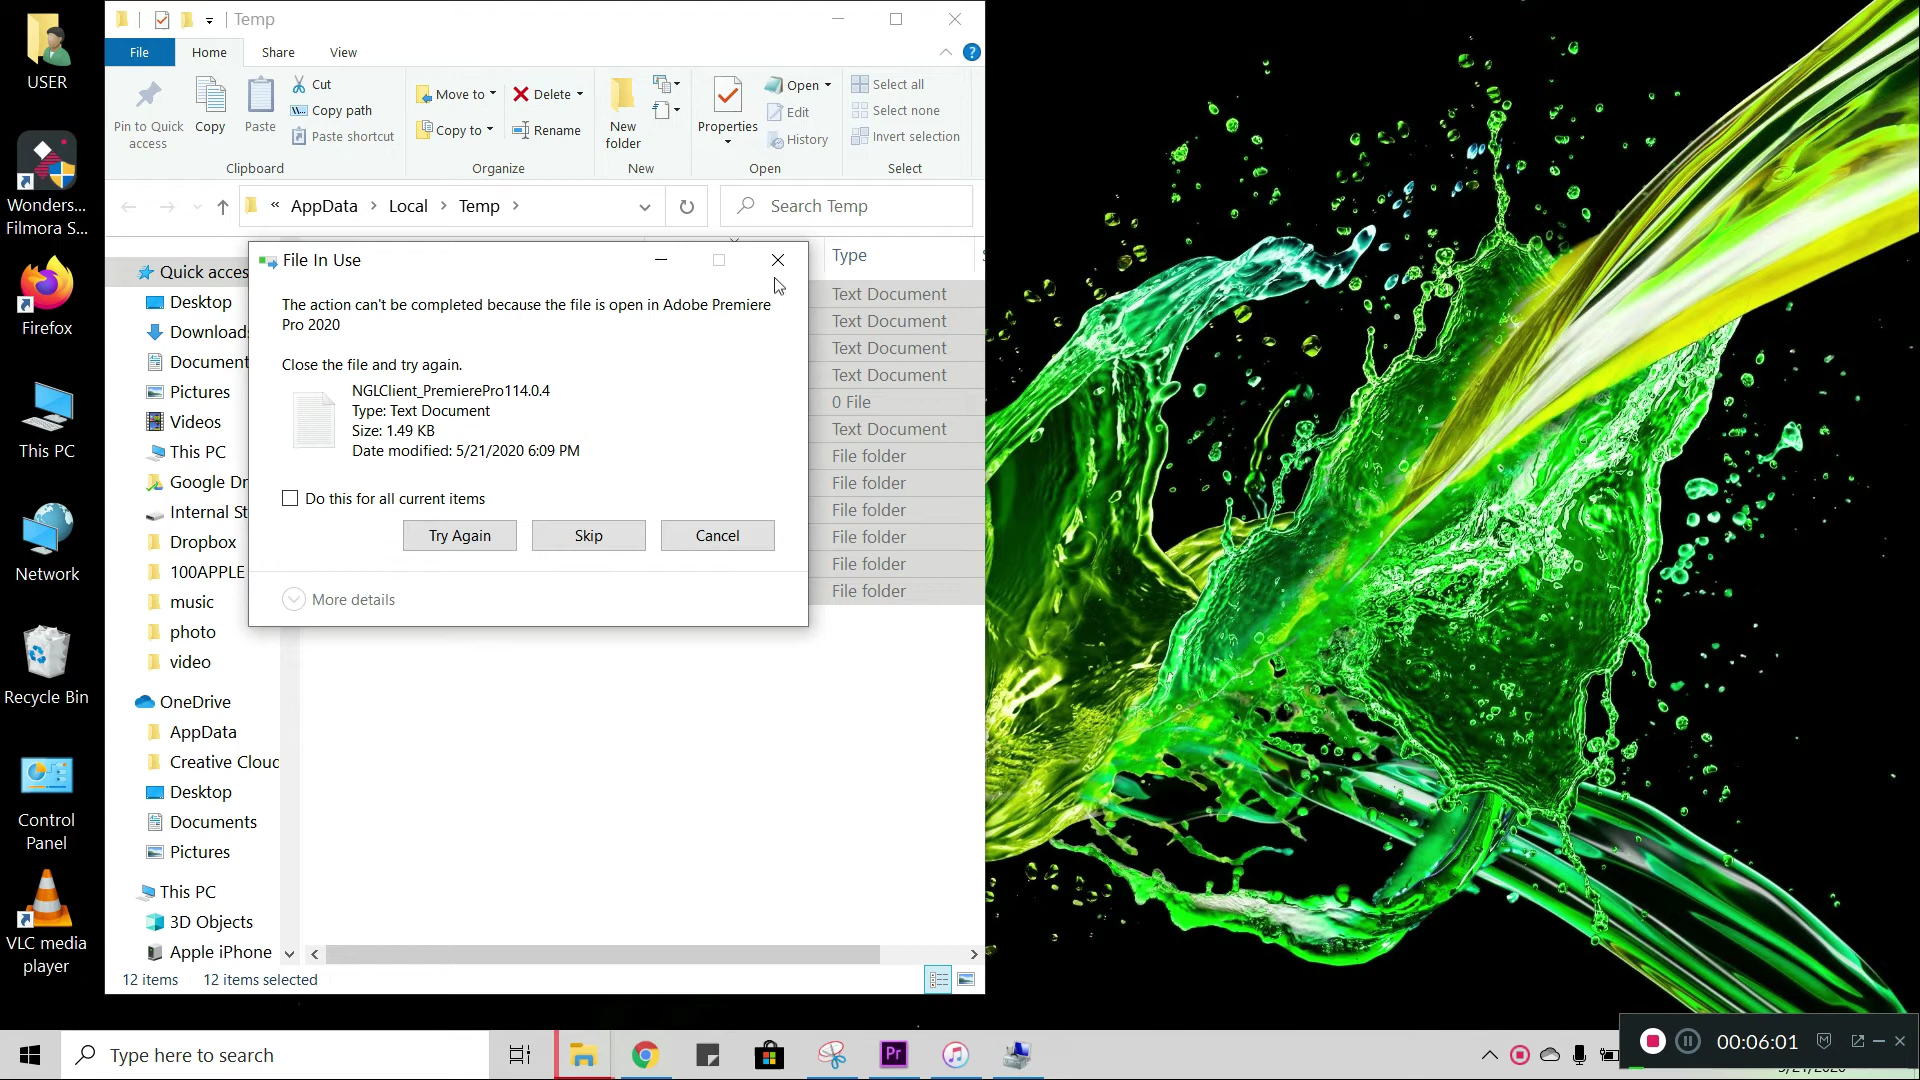 Temp
File
Home
Share
View
Pin to Quick access
Copy
Paste
Cut
Copy path
Paste shortcut
Clipboard
Move to
Copy to
Delete
Rename
Organize
New folder
New
Properties
Open
Edit
History
Open
Select all
Select none
Invert selection
Select
« AppData > Local > Temp >
Search Temp
Type
Quick acces
Desktop
Download
Document
Pictures
Videos
This PC
Google Dr
Internal St
Dropbox
100APPLE
music
photo
video
OneDrive
AppData
Creative Cloud
Desktop
Documents
Pictures
This PC
3D Objects
Apple iPhone
File In Use
The action can't be completed because the file is open in Adobe Premiere
Pro 2020
Close the file and try again.
NGLClient_PremierePro114.0.4
Type: Text Document
Size: 1.49 KB
Date modified: 5/21/2020 6:09 PM
Do this for all current items
Try Again
Skip
Cancel
More details
Text Document
Text Document
Text Document
Text Document
0 File
Text Document
File folder
File folder
File folder
File folder
File folder
File folder
12 items
12 items selected
USER
Wonders...
Filmora S...
Firefox
This PC
Network
Recycle Bin
Control
Panel
VLC media
player
Type here to search
Pr
00:06:01